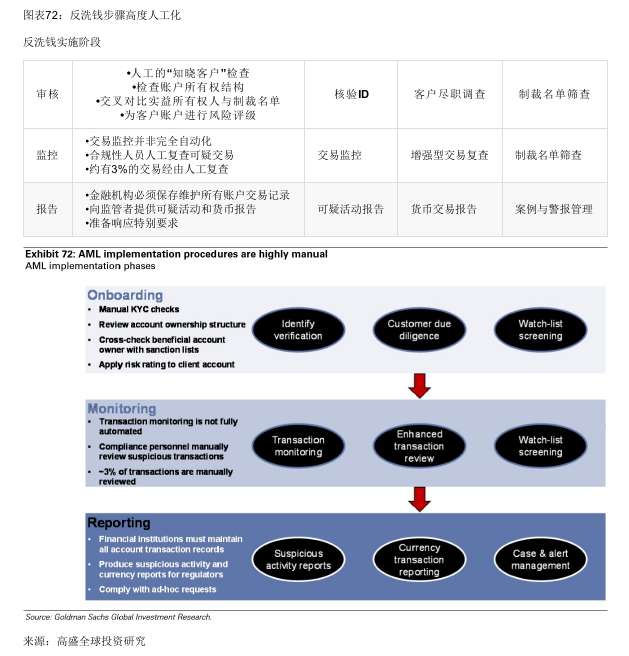 图表72：反洗钱步骤高度人工化
反洗钱实施阶段
审核
•人工的“知晓客户”检查
•检查账户所有权结构
•交叉对比实益所有权人与制裁名单
•为客户账户进行风险评级
核验ID
客户尽职调查
制裁名单筛查
监控
•交易监控并非完全自动化
•合规性人员人工复查可疑交易
•约有3%的交易经由人工复查
交易监控
增强型交易复查
制裁名单筛查
报告
•金融机构必须保存维护所有账户交易记录
•向监管者提供可疑活动和货币报告
•准备响应特别要求
可疑活动报告
货币交易报告
案例与警报管理
Exhibit 72: AML implementation procedures are highly manual
AML implementation phases
Onboarding
• Manual KYC checks
• Review account ownership structure
• Cross-check beneficial account
owner with sanction lists
• Apply risk rating to client account
Identify
verification
Customer due
diligence
Watch-list
screening
Monitoring
• Transaction monitoring is not fully
automated
• Compliance personnel manually
review suspicious transactions
• ~3% of transactions are manually
reviewed
Transaction
monitoring
Enhanced
transaction
review
Watch-list
screening
Reporting
• Financial institutions must maintain
all account transaction records
• Produce suspicious activity and
currency reports for regulators
• Comply with ad-hoc requests
Suspicious
activity reports
Currency
transaction
reporting
Case & alert
management
Source: Goldman Sachs Global Investment Research.
来源：高盛全球投资研究